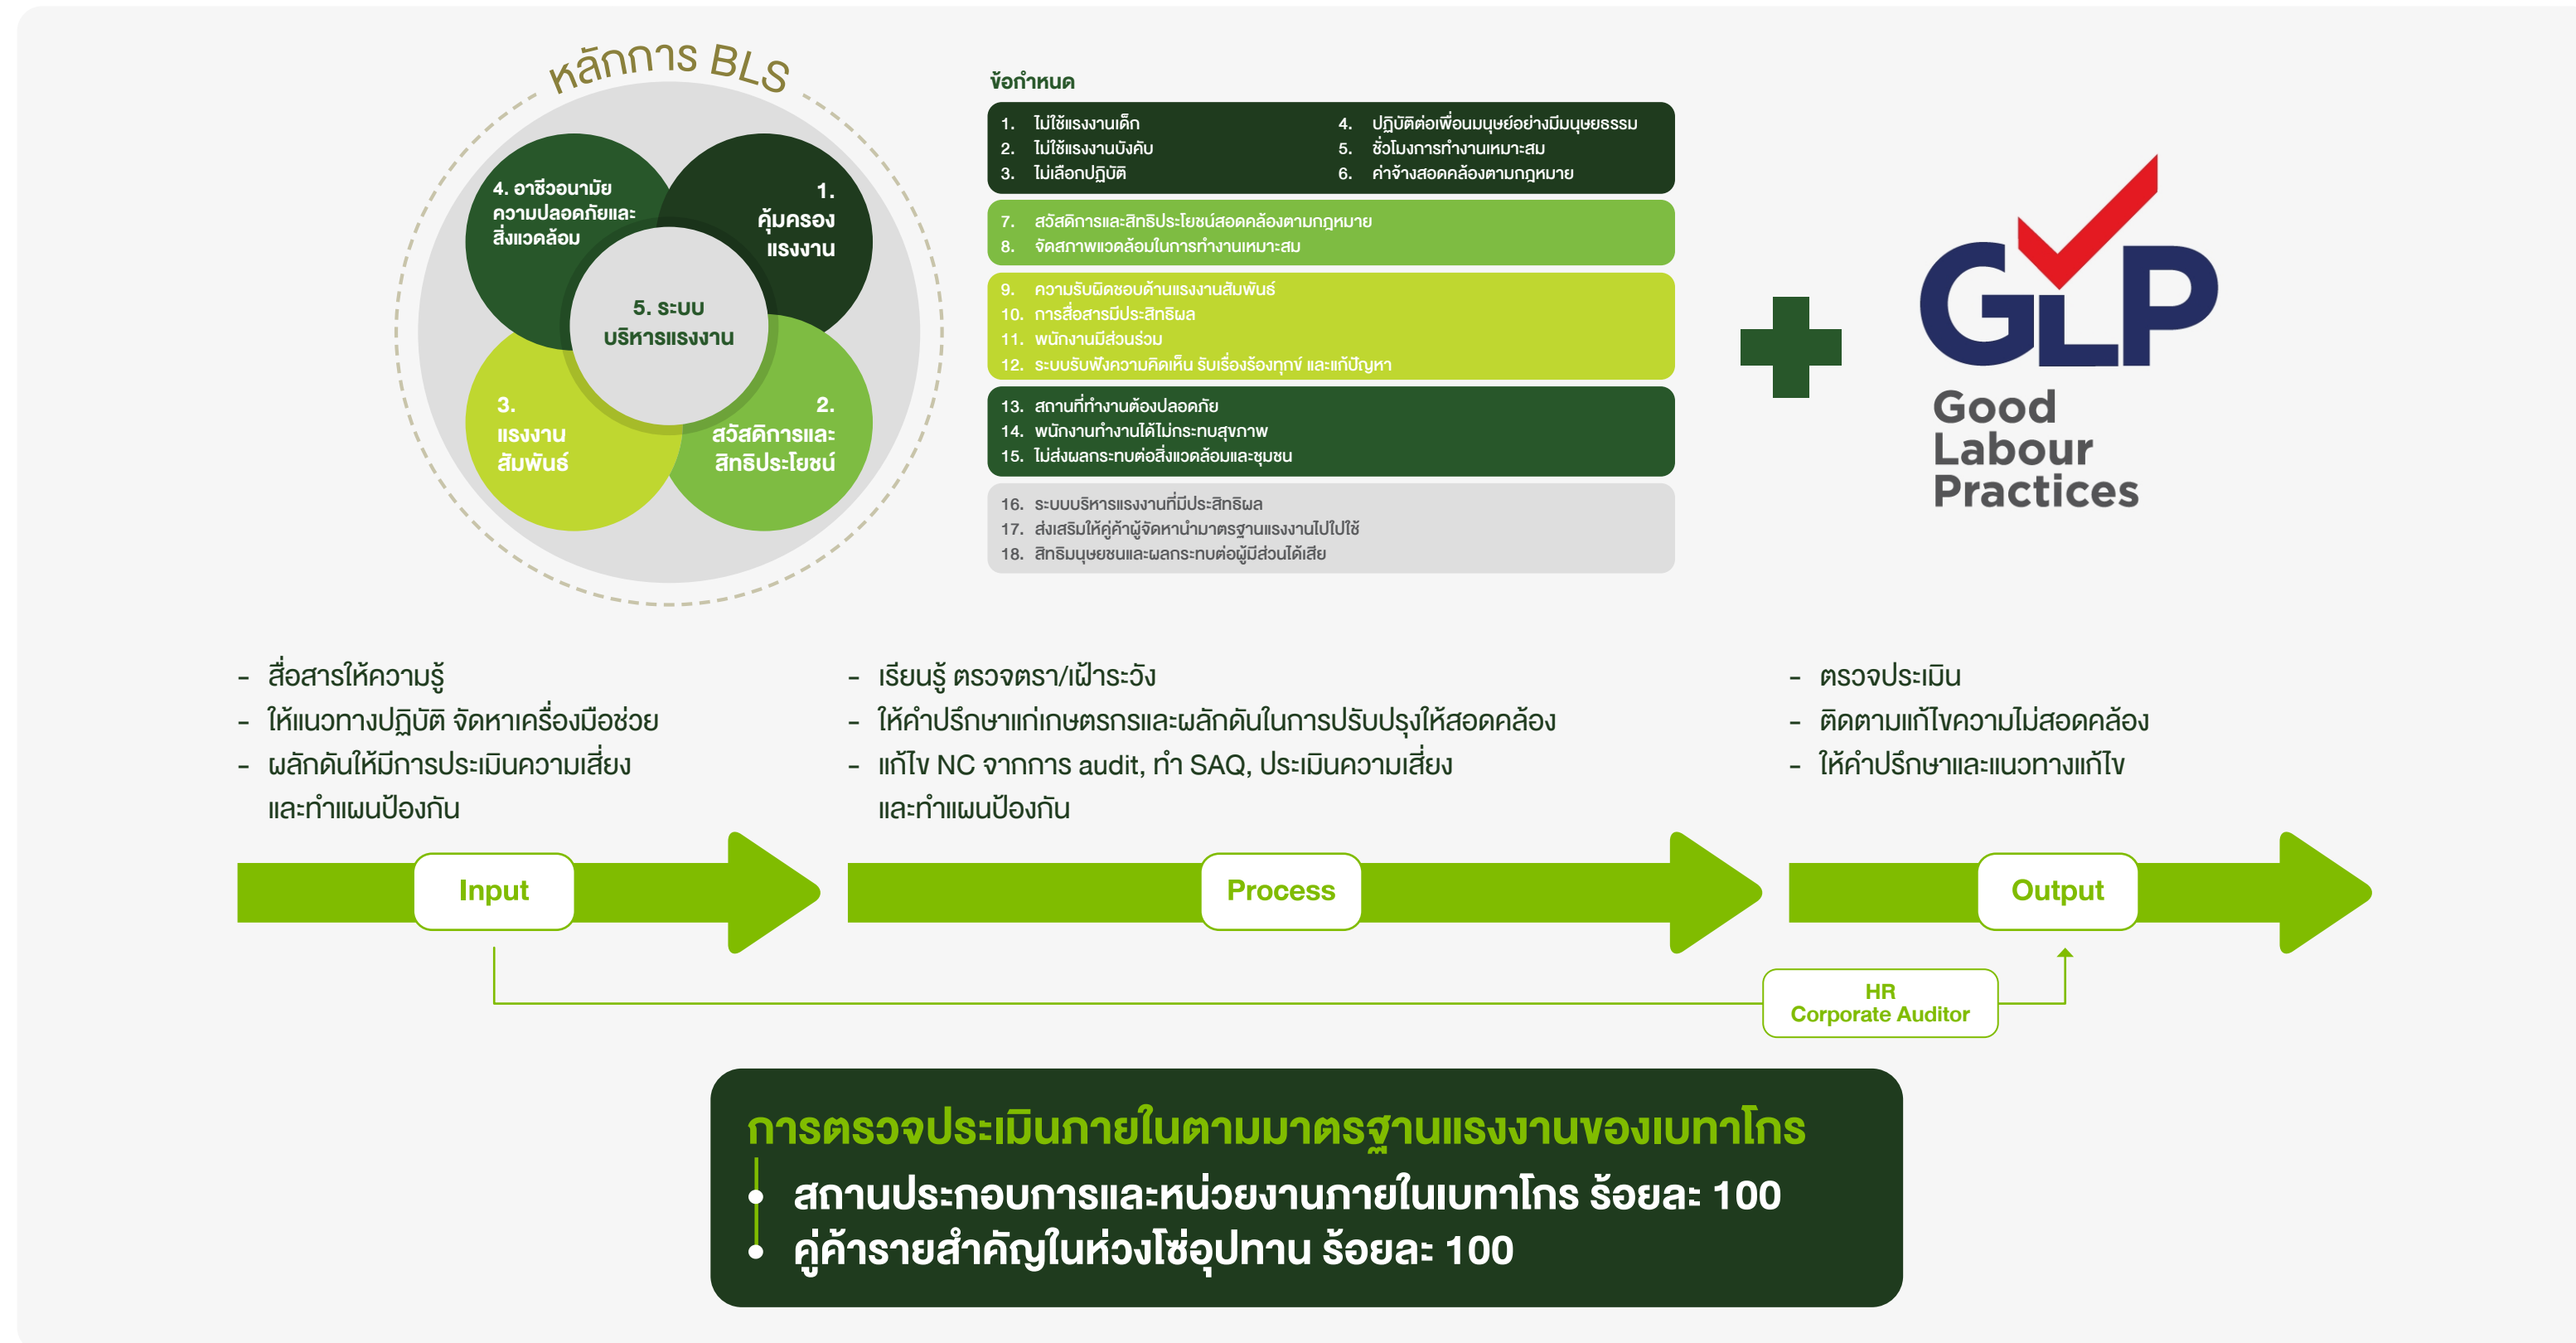 หลักการ BLS
4. อาชีวอนามัย
ความปลอดภัยและ
สิ่งแวดล้อม
1.
คุ้มครอง
แรงงาน
5. ระบบ
บริหารแรงงาน
3.
แรงงาน
สัมพันธ์
2.
สวัสดิการและ
สิทธิประโยชน์
ข้อกำหนด
1. ไม่ใช้แรงงานเด็ก
2. ไม่ใช้แรงงานบังคับ
3. ไม่เลือกปฏิบัติ
4. ปฏิบัติต่อเพื่อนมนุษย์อย่างมีมนุษยธรรม
5. ชั่วโมงการทำงานเหมาะสม
6. ค่าจ้างสอดคล้องตามกฎหมาย
7. สวัสดิการและสิทธิประโยชน์สอดคล้องตามกฎหมาย
8. จัดสภาพแวดล้อมในการทำงานเหมาะสม
9. ความรับผิดชอบด้านแรงงานสัมพันธ์
10. การสื่อสารมีประสิทธิผล
11. พนักงานมีส่วนร่วม
12. ระบบรับฟังความคิดเห็น รับเรื่องร้องทุกข์ และแก้ปัญหา
13. สถานที่ทำงานต้องปลอดภัย
14. พนักงานทำงานได้ไม่กระทบสุขภาพ
15. ไม่ส่งผลกระทบต่อสิ่งแวดล้อมและชุมชน
16. ระบบบริหารแรงงานที่มีประสิทธิผล
17. ส่งเสริมให้คู่ค้าผู้จัดหานำมาตรฐานแรงงานไปใปใช้
18. สิทธิมนุษยชนและผลกระทบต่อผู้มีส่วนได้เสีย
GLP
Good
Labour
Practices
- สื่อสารให้ความรู้
- ให้แนวทางปฏิบัติ จัดหาเครื่องมือช่วย
- ผลักดันให้มีการประเมินความเสี่ยง
และทำแผนป้องกัน
- เรียนรู้ ตรวจตรา/เฝ้าระวัง
- ให้คำปรึกษาแก่เกษตรกรและผลักดันในการปรับปรุงให้สอดคล้อง
- แก้ไข NC จากการ audit, ทำ SAQ, ประเมินความเสี่ยง
และทำแผนป้องกัน
- ตรวจประเมิน
- ติดตามแก้ไขความไม่สอดคล้อง
- ให้คำปรึกษาและแนวทางแก้ไข
Input
Process
Output
HR
Corporate Auditor
การตรวจประเมินภายในตามมาตรฐานแรงงานของเบทาโกร
สถานประกอบการและหน่วยงานภายในเบทาโกร ร้อยละ 100
คู่ค้ารายสำคัญในห่วงโซ่อุปทาน ร้อยละ 100